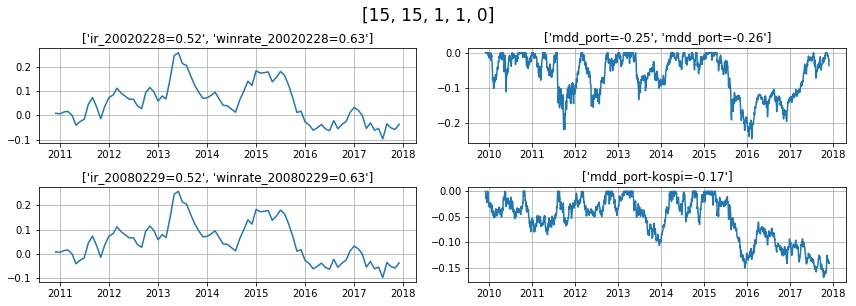 [15, 15, 1, 1, 0]
['ir_20020228=0.52', 'winrate_20020228=0.63']
0.2
0.1
0.0
−0.1
2011 2012 2013 2014 2015 2016 2017 2018
['mdd_port=-0.25', 'mdd_port=-0.26']
0.0
−0.1
−0.2
2010 2011 2012 2013 2014 2015 2016 2017 2018
['ir_20080229=0.52', 'winrate_20080229=0.63']
0.2
0.1
0.0
−0.1
2011 2012 2013 2014 2015 2016 2017 2018
['mdd_port-kospi=-0.17']
0.00
−0.05
−0.10
−0.15
2010 2011 2012 2013 2014 2015 2016 2017 2018